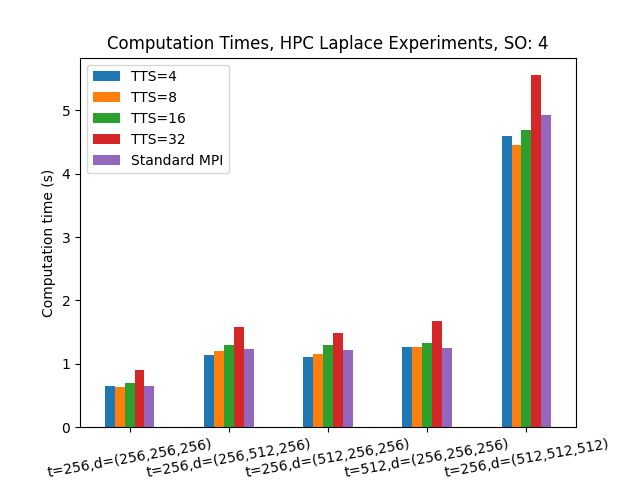 Computation Times, HPC Laplace Experiments, SO: 4
TTS=4
TTS=8
TTS=16
TTS=32
Standard MPI
Computation time (s)
5
4
3
2
1
0
t=256,d=(256,256,256)
t=256,d=(256,512,256)
t=256,d=(512,256,256)
t=512,d=(256,256,256)
t=256,d=(512,512,512)